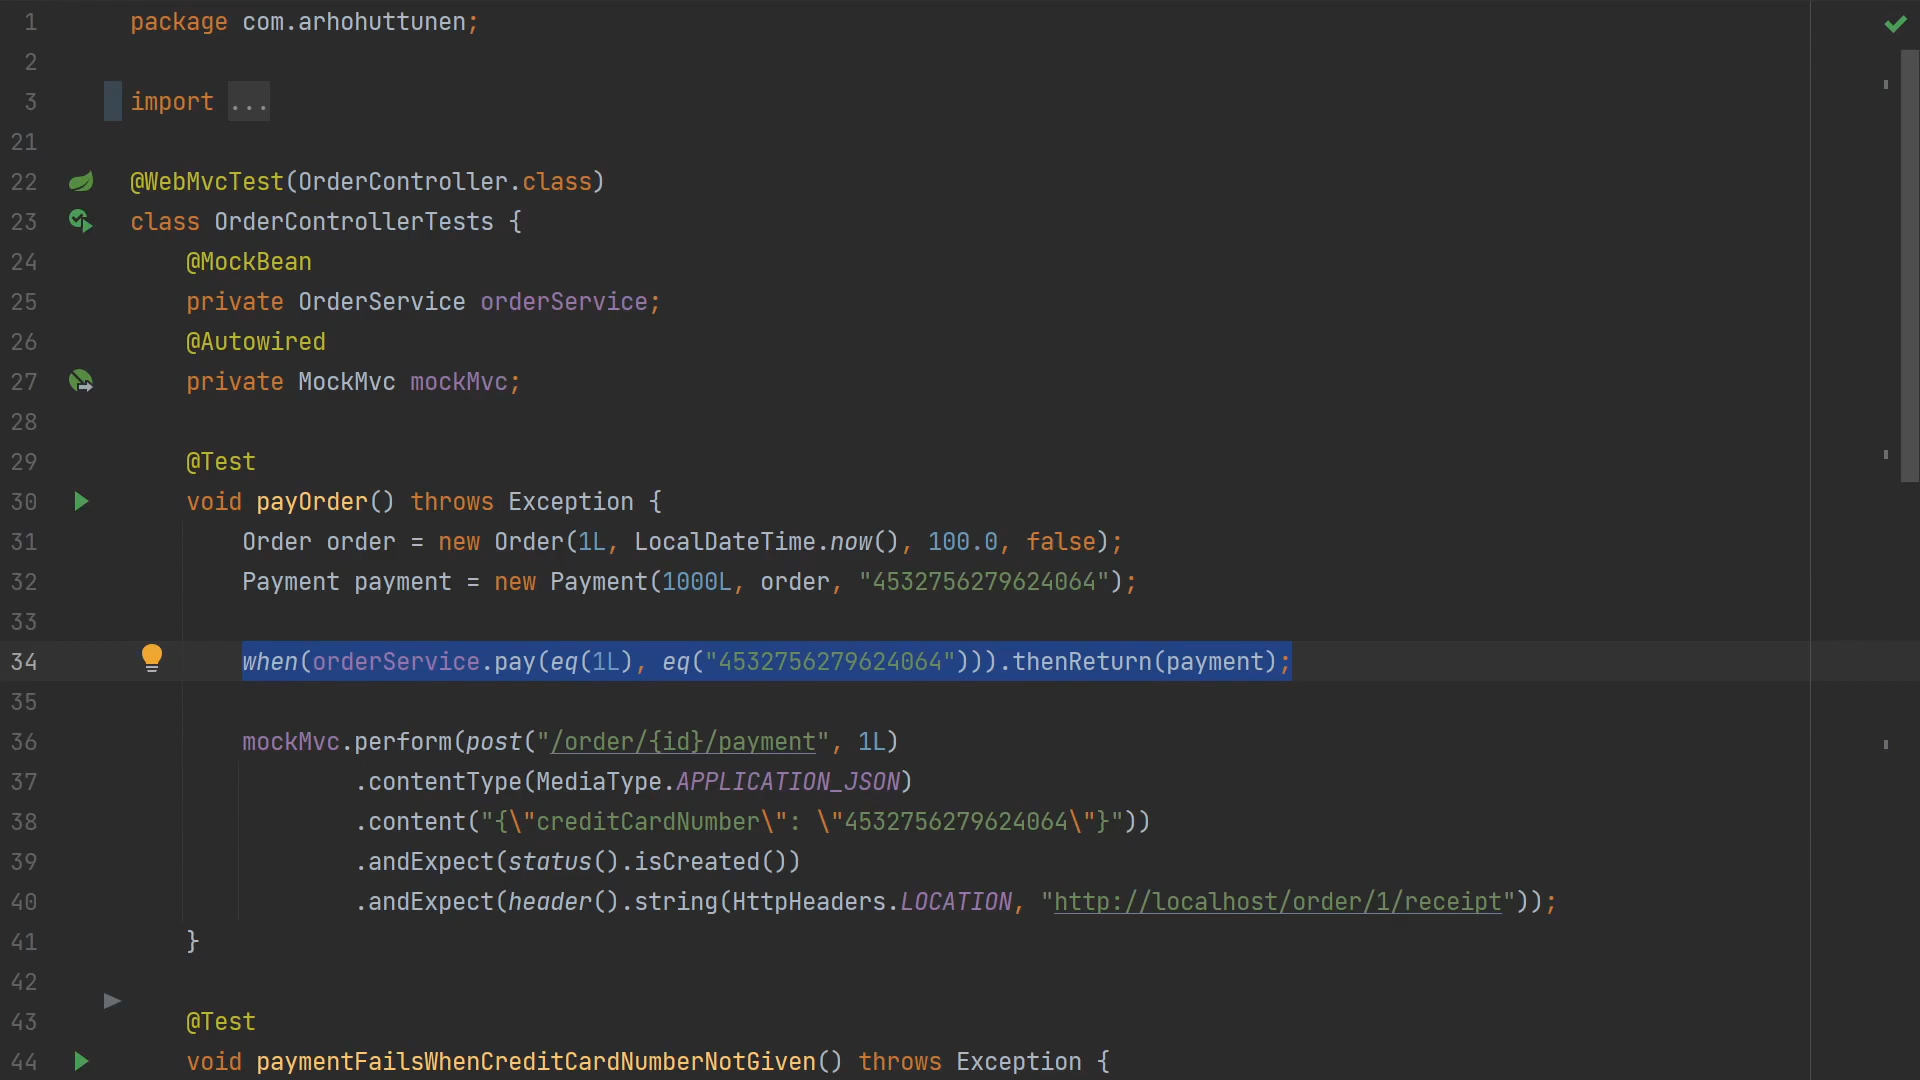 1 package com.arhohuttunen;
2
3 import ...
21
22 @WebMvcTest(OrderController.class)
23 class OrderControllerTests {
24 @MockBean
25 private OrderService orderService;
26 @Autowired
27 private MockMvc mockMvc;
28
29 @Test
30 void payOrder() throws Exception {
31 Order order = new Order(1L, LocalDateTime.now(), 100.0, false);
32 Payment payment = new Payment(1000L, order, "4532756279624064");
33
34 when(orderService.pay(eq(1L), eq("4532756279624064"))).thenReturn(payment);
35
36 mockMvc.perform(post("/order/{id}/payment", 1L)
37 .contentType(MediaType.APPLICATION_JSON)
38 .content("{\"creditCardNumber\": \"4532756279624064\"}"))
39 .andExpect(status().isCreated())
40 .andExpect(header().string(HttpHeaders.LOCATION, "http://localhost/order/1/receipt"));
41 }
42
43 @Test
44 void paymentFailsWhenCreditCardNumberNotGiven() throws Exception {